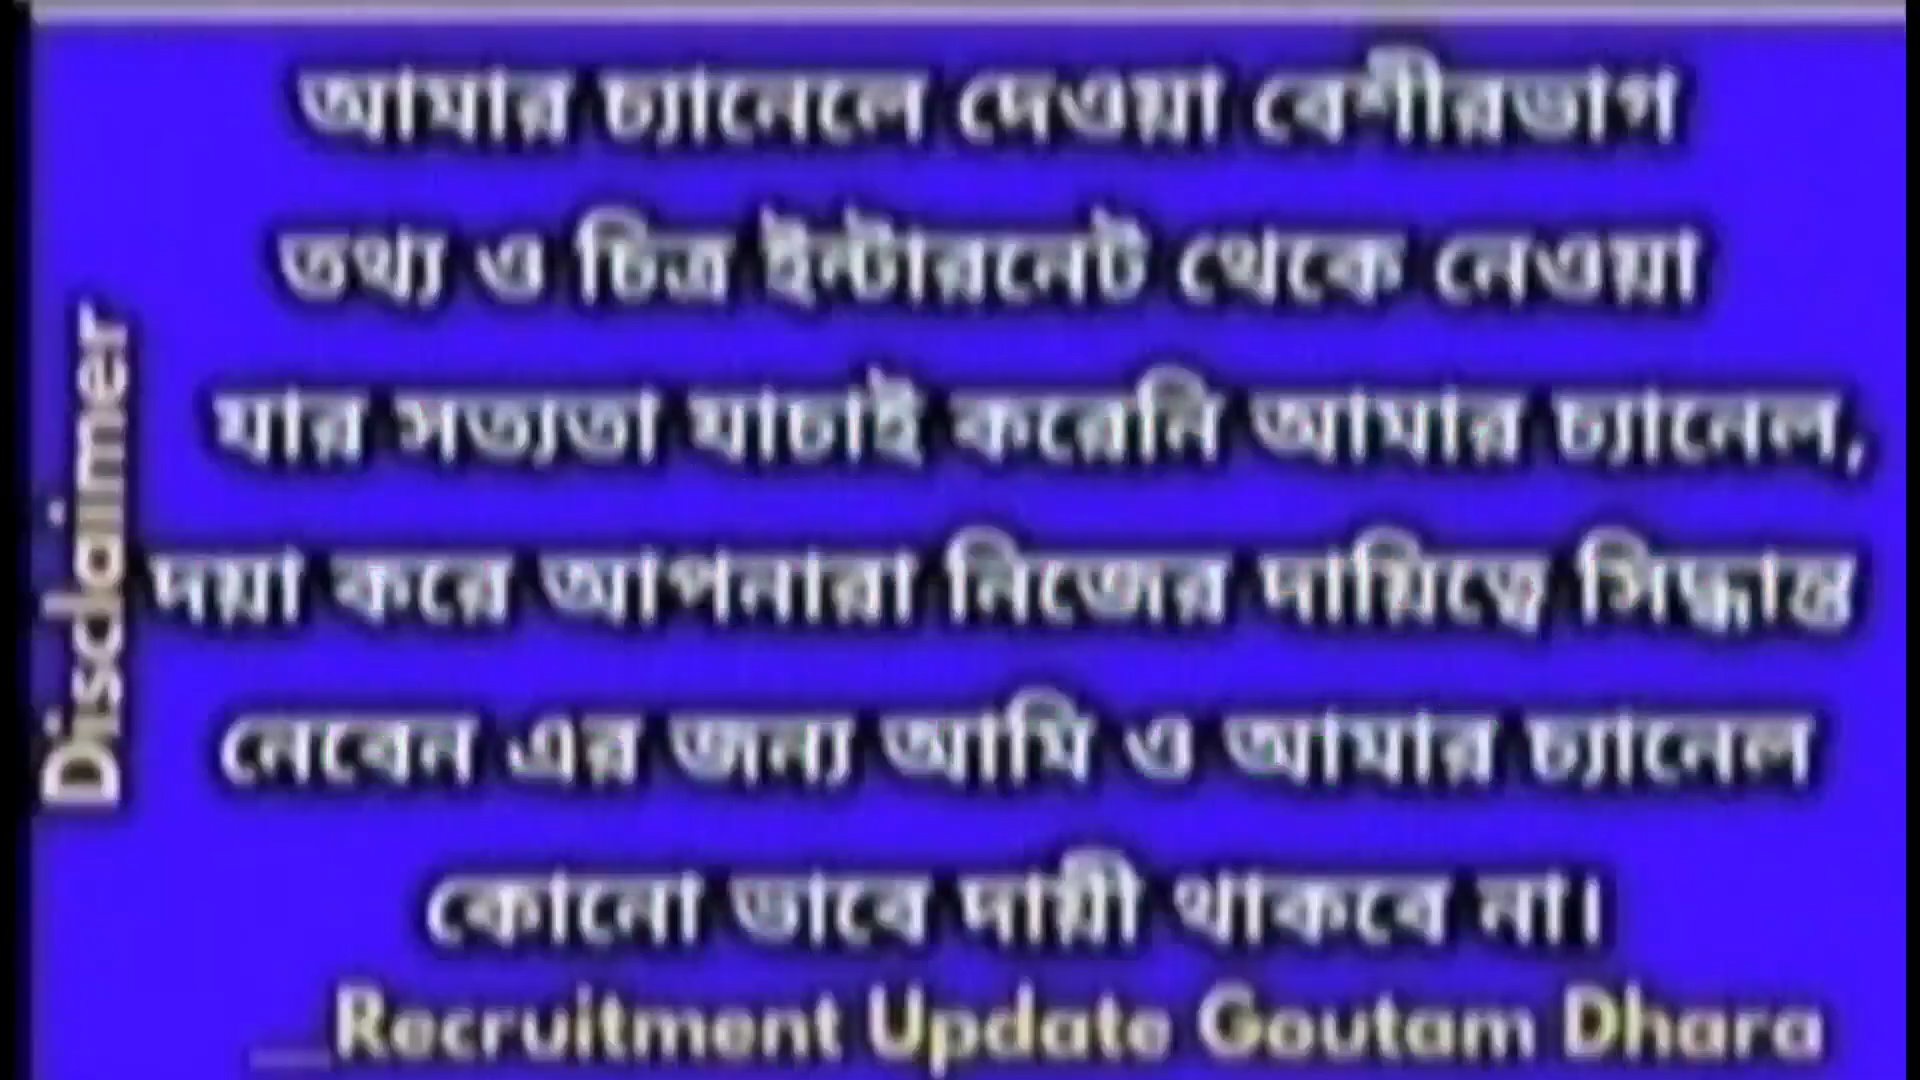 Disclaimer
আমার চ্যানেলে দেওয়া বেশীরভাগ
তথ্য ও চিত্র ইন্টারনেট থেকে নেওয়া
যার সত্যতা যাচাই করেনি আমার চ্যানেল,
দয়া করে আপনারা নিজের দায়িত্বে সিদ্ধান্ত
নেবেন এর জন্য আমি ও আমার চ্যানেল
কোনো ভাবে দায়ী থাকবে না।
__Recruitment Update Goutam Dhara